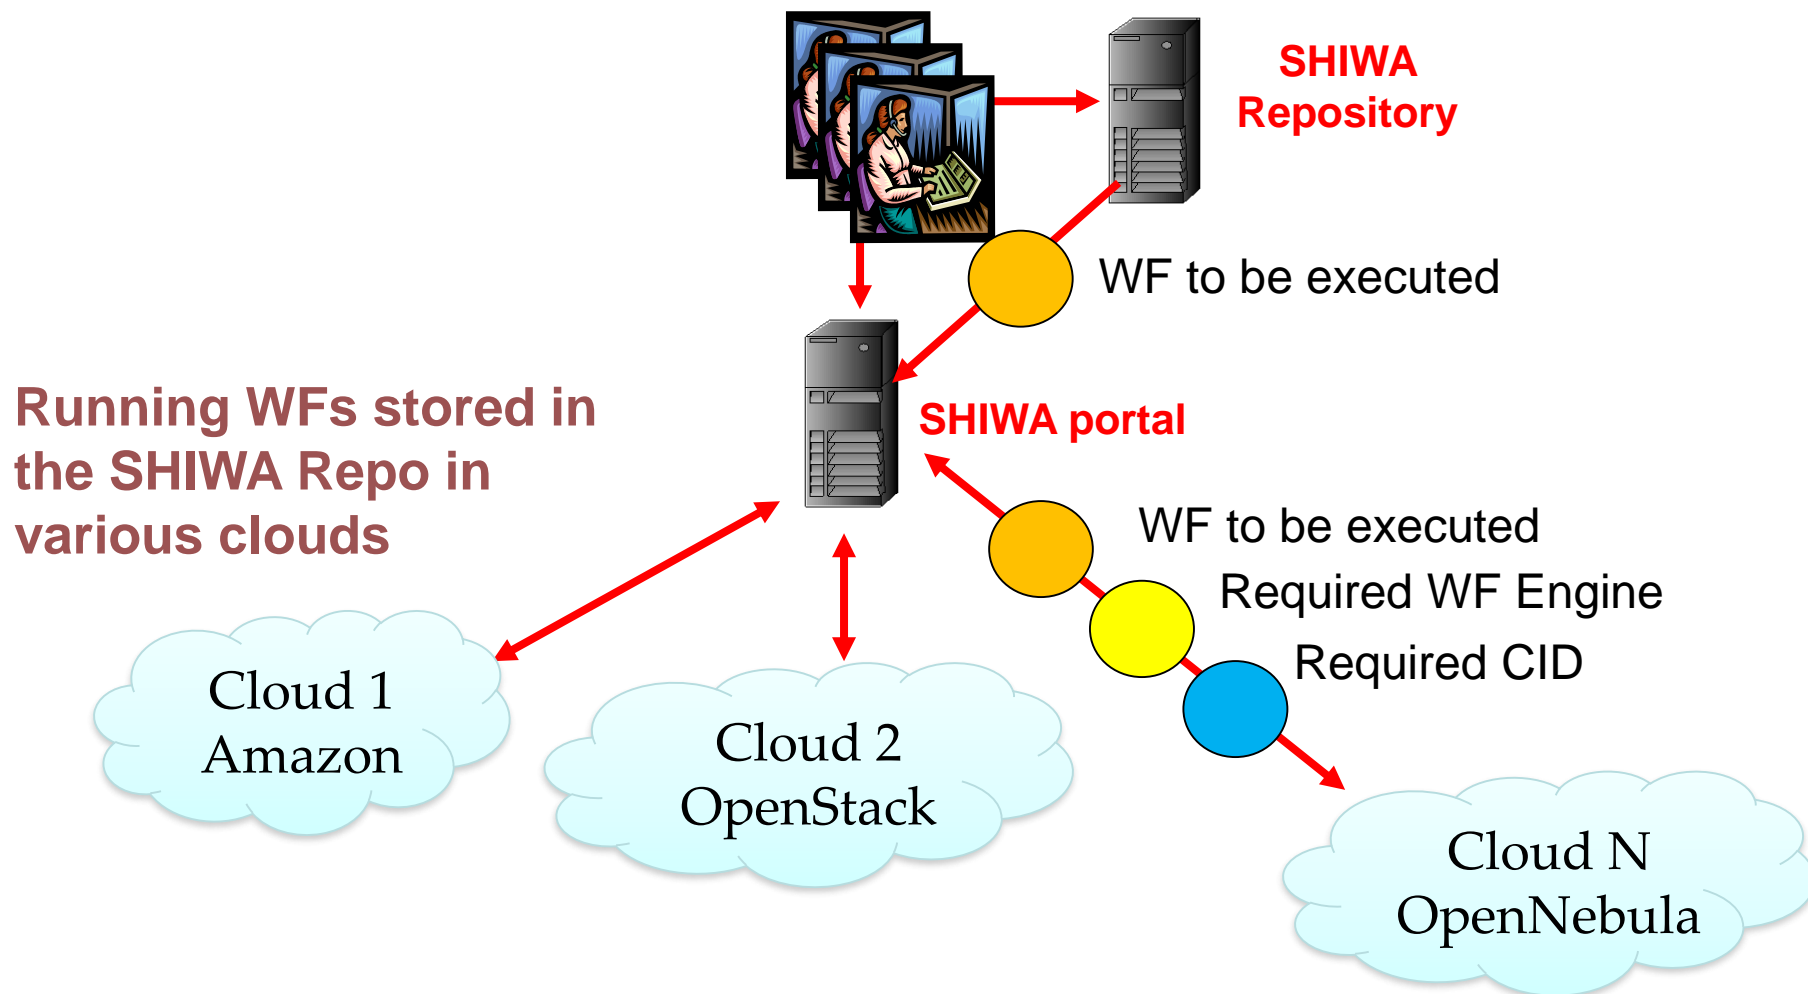 SHIWA
Repository
WF to be executed
Running WFs stored in
the SHIWA Repo in
various clouds
SHIWA portal
WF to be executed
Required WF Engine
Required CID
Cloud 1
Amazon
Cloud 2
OpenStack
Cloud N
OpenNebula